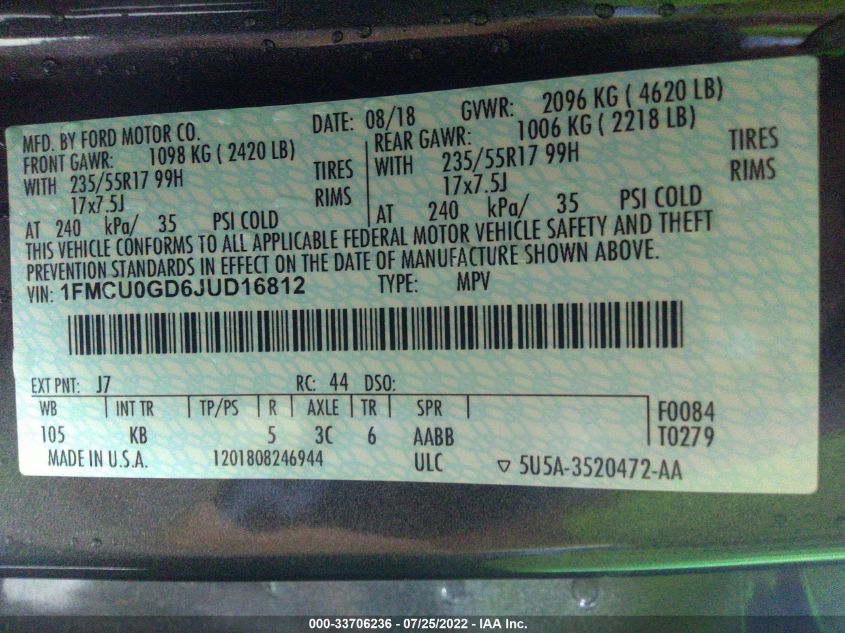 MFD. BY FORD MOTOR CO. DATE: 08/18 GVWR: 2096 KG ( 4620 LB)
FRONT GAWR: 1098 KG ( 2420 LB) REAR GAWR: 1006 KG ( 2218 LB)
WITH 235/55R17 99H TIRES WITH 235/55R17 99H TIRES
17x7.5J RIMS 17x7.5J RIMS
AT 240 kPa/ 35 PSI COLD AT 240 kPa/ 35 PSI COLD
THIS VEHICLE CONFORMS TO ALL APPLICABLE FEDERAL MOTOR VEHICLE SAFETY AND THEFT
PREVENTION STANDARDS IN EFFECT ON THE DATE OF MANUFACTURE SHOWN ABOVE.
VIN: 1FMCU0GD6JUD16812 TYPE: MPV
EXT PNT: J7 RC: 44 DSO:
WB INT TR TP/PS R AXLE TR SPR F0084
105 KB 5 3C 6 AABB T0279
MADE IN U.S.A. 1201808246944 ULC ▽ 5U5A-3520472-AA
000-33706236 - 07/25/2022 - IAA Inc.